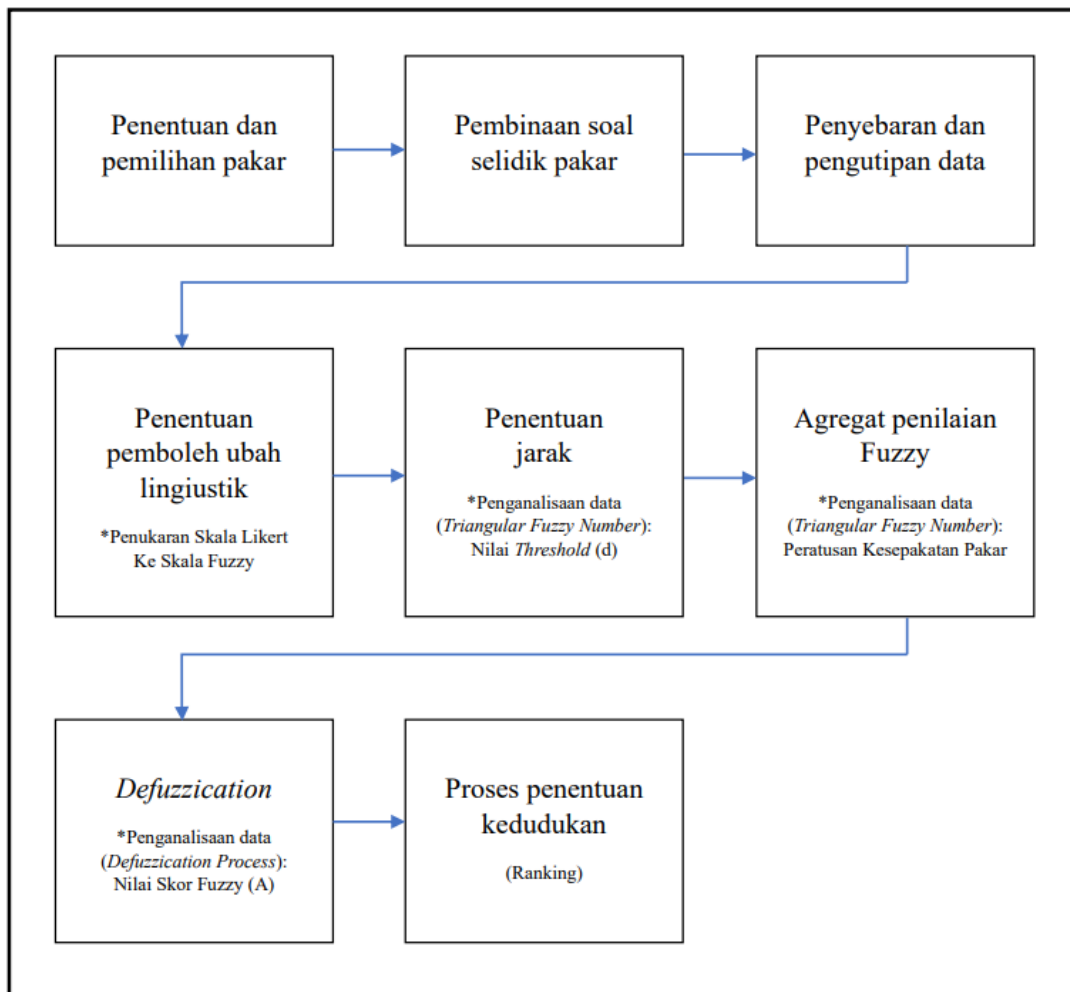 Penentuan dan
pemilihan pakar
Pembinaan soal
selidik pakar
Penyebaran dan
pengutipan data
Penentuan
pemboleh ubah
lingiustik
*Penukaran Skala Likert
Ke Skala Fuzzy
Penentuan
jarak
*Penganalisaan data
(Triangular Fuzzy Number):
Nilai Threshold (d)
Agregat penilaian
Fuzzy
*Penganalisaan data
(Triangular Fuzzy Number):
Peratusan Kesepakatan Pakar
Defuzzication
*Penganalisaan data
(Defuzzication Process):
Nilai Skor Fuzzy (A)
Proses penentuan
kedudukan
(Ranking)